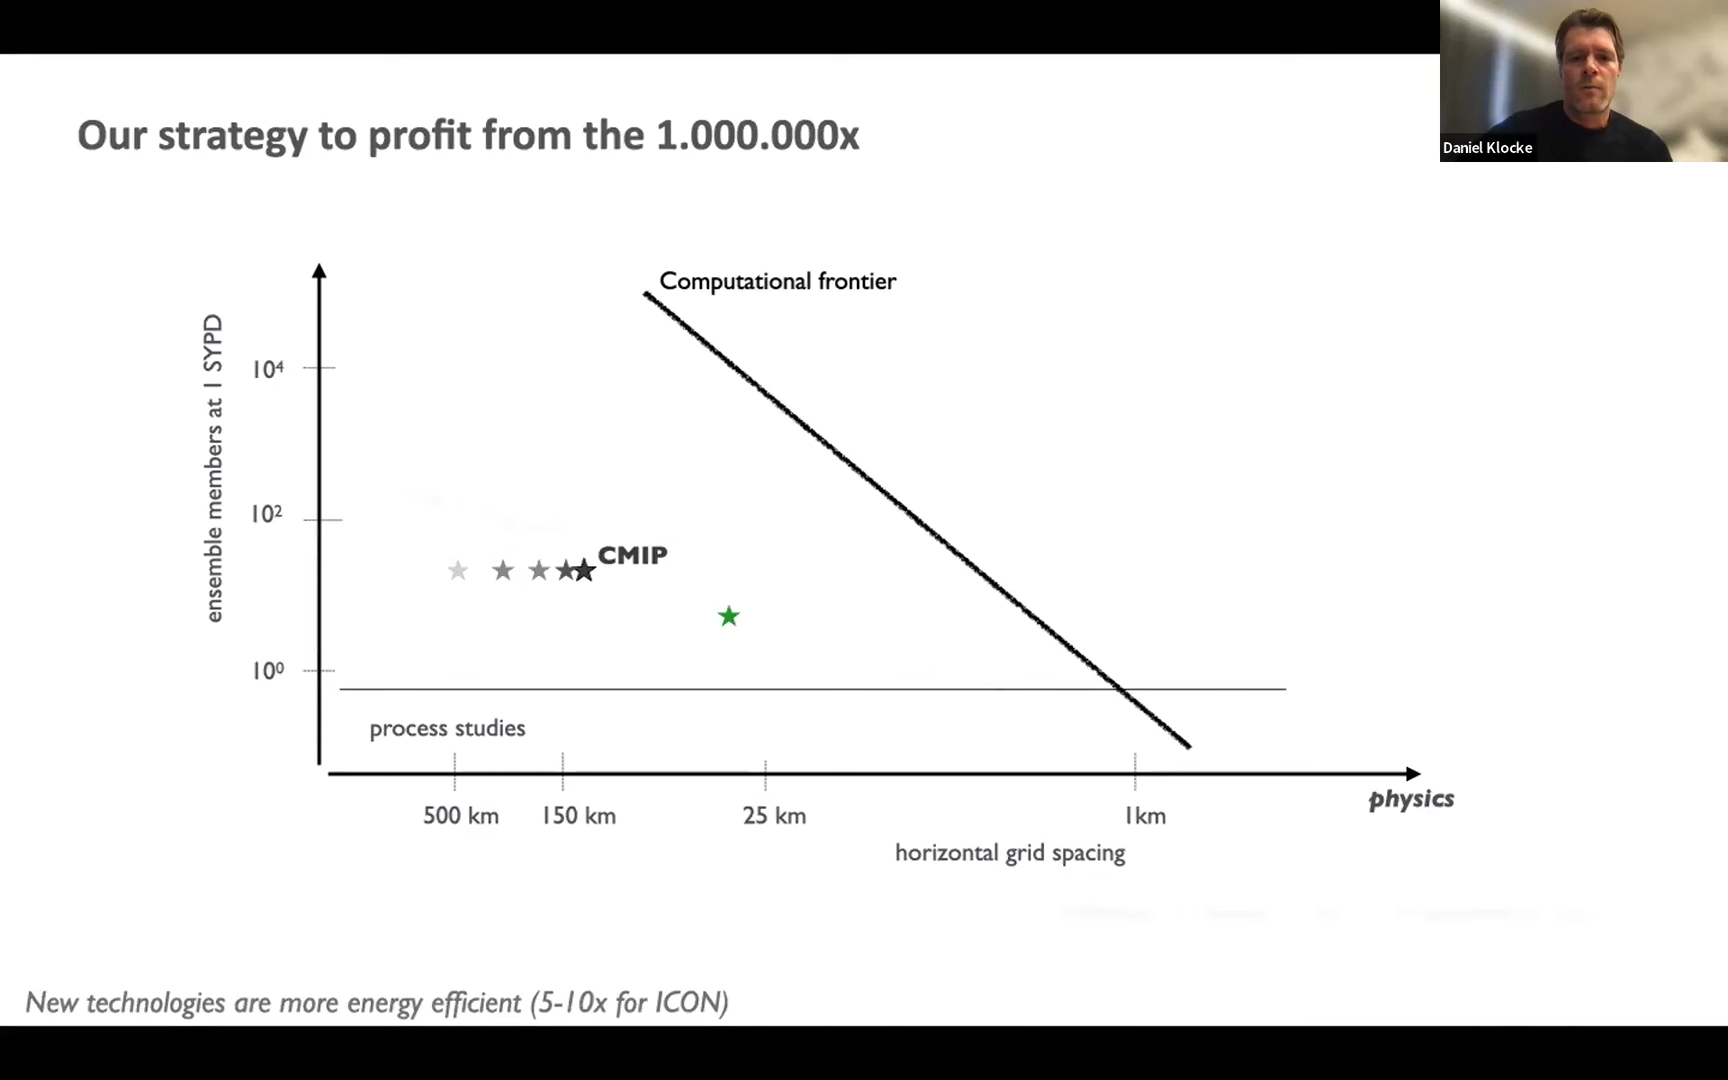 Daniel Klocke
Our strategy to profit from the 1.000.000x
Computational frontier
ensemble members at 1 SYPD
10⁴
10²
CMIP
10⁰
process studies
500 km
150 km
25 km
1km
physics
horizontal grid spacing
New technologies are more energy efficient (5-10x for ICON)